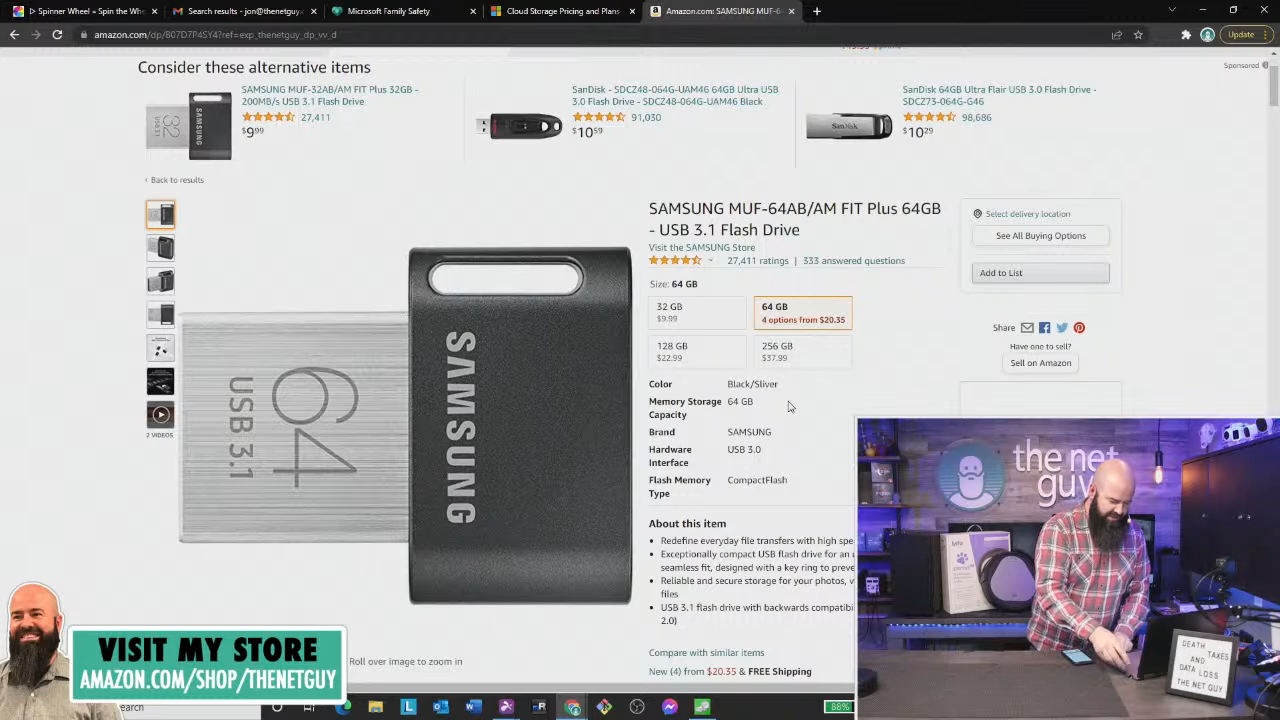 Spinner Wheel » Spin the Whe
Search results - jon@thenetguy.
Microsoft Family Safety
Cloud Storage Pricing and Plans
Amazon.com: SAMSUNG MUF-6
amazon.com/dp/B07D7P4SY4?ref=exp_thenetguy_dp_vv_d
Update
Consider these alternative items
Sponsored
SAMSUNG MUF-32AB/AM FIT Plus 32GB -
200MB/s USB 3.1 Flash Drive
27,411
$9.99
SanDisk - SDCZ48-064G-UAM46 64GB Ultra USB
3.0 Flash Drive - SDCZ48-064G-UAM46 Black
91,030
$10.59
SanDisk 64GB Ultra Flair USB 3.0 Flash Drive -
SDCZ73-064G-G46
98,686
$10.29
‹ Back to results
SAMSUNG MUF-64AB/AM FIT Plus 64GB
- USB 3.1 Flash Drive
Visit the SAMSUNG Store
27,411 ratings | 333 answered questions
Size: 64 GB
32 GB
$9.99
64 GB
4 options from $20.35
128 GB
$22.99
256 GB
$37.99
Color Black/Sliver
Memory Storage 64 GB
Capacity
Brand SAMSUNG
Hardware USB 3.0
Interface
Flash Memory CompactFlash
Type
About this item
• Redefine everyday file transfers with high spe
• Exceptionally compact USB flash drive for an
seamless fit, designed with a key ring to preve
• Reliable and secure storage for your photos, v
files
• USB 3.1 flash drive with backwards compatibi
2.0)
Compare with similar items
New (4) from $20.35 & FREE Shipping
Select delivery location
See All Buying Options
Add to List
Share
Have one to sell?
Sell on Amazon
2 VIDEOS
64
USB 3.1
SAMSUNG
Roll over image to zoom in
VISIT MY STORE
AMAZON.COM/SHOP/THENETGUY
earch
88%
the net
guy
DEATH TAXES
AND
DATA LOSS
THE NET GUY